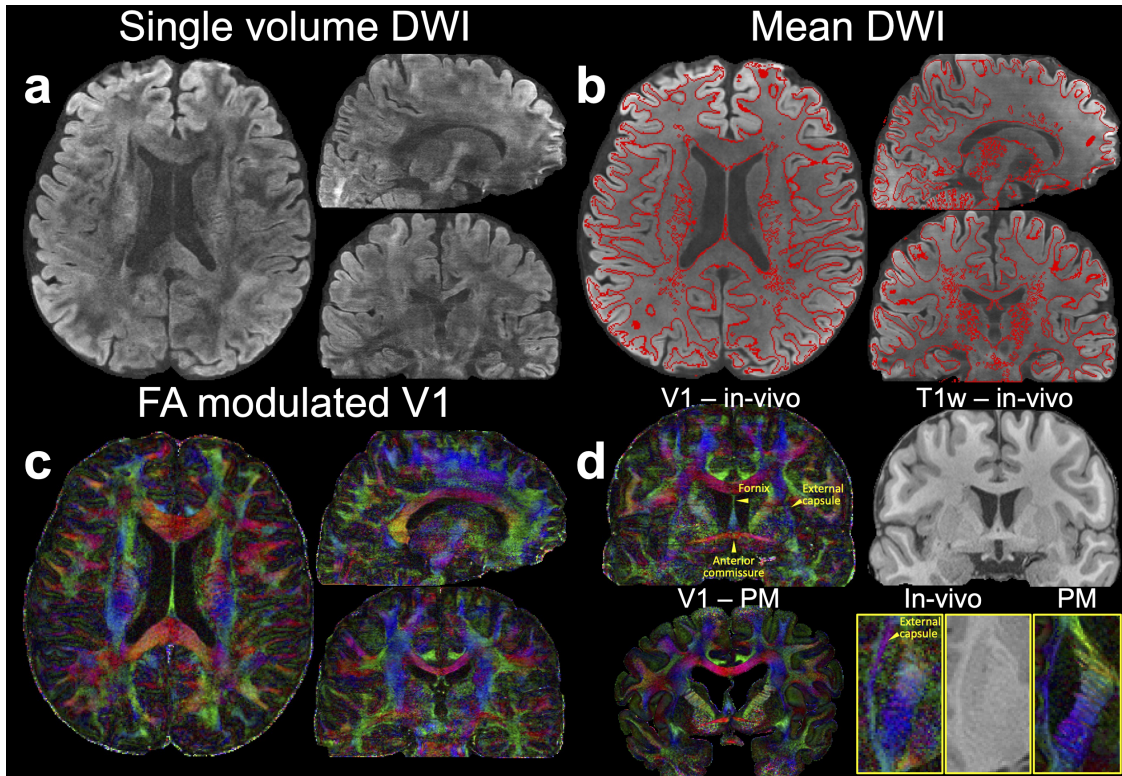 Single volume DWI
Mean DWI
a
b
FA modulated V1
V1 – in-vivo
T1w – in-vivo
c
d
Fornix
External
capsule
Anterior
commissure
V1 – PM
In-vivo
PM
External
capsule